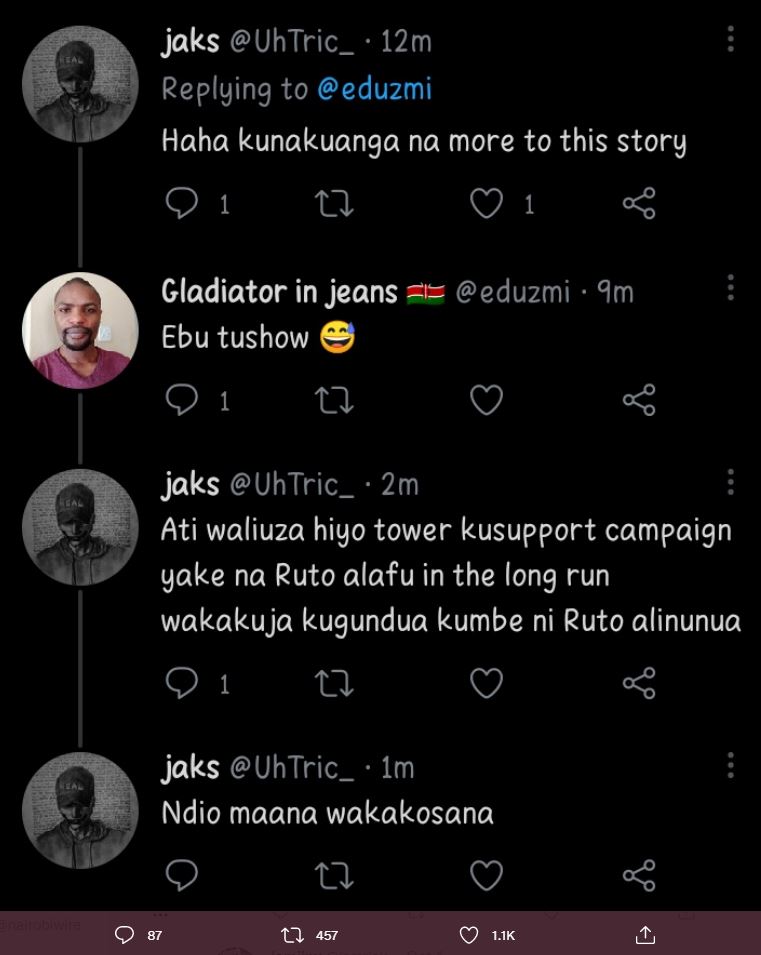 jaks @UhTric_ · 12m
Replying to @eduzmi
Haha kunakuanga na more to this story
1 1
Gladiator in jeans 🇰🇪 @eduzmi · 9m
Ebu tushow 😅
1
jaks @UhTric_ · 2m
Ati waliuza hiyo tower kusupport campaign
yake na Ruto alafu in the long run
wakakuja kugundua kumbe ni Ruto alinunua
1
jaks @UhTric_ · 1m
Ndio maana wakakosana
@nairobiwire
87 457 1.1K